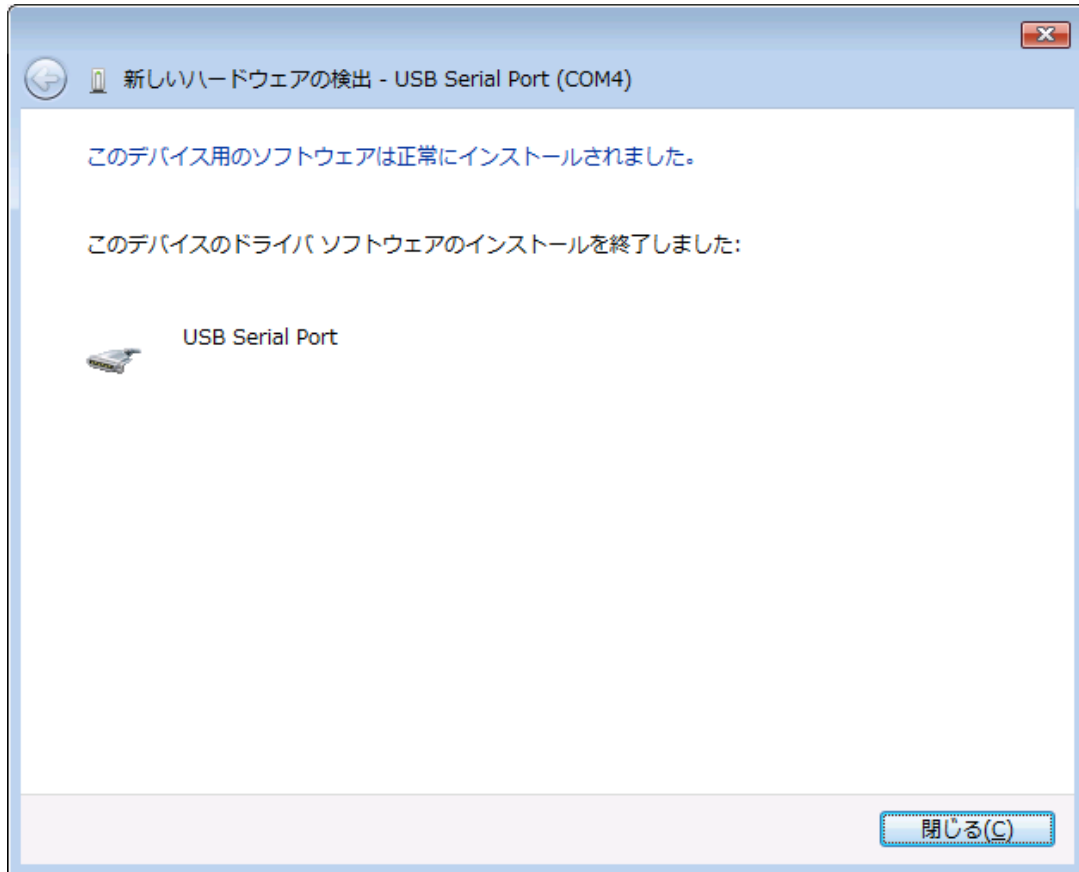 新しいハードウェアの検出 - USB Serial Port (COM4)
このデバイス用のソフトウェアは正常にインストールされました。
このデバイスのドライバ ソフトウェアのインストールを終了しました:
USB Serial Port
閉じる(C)